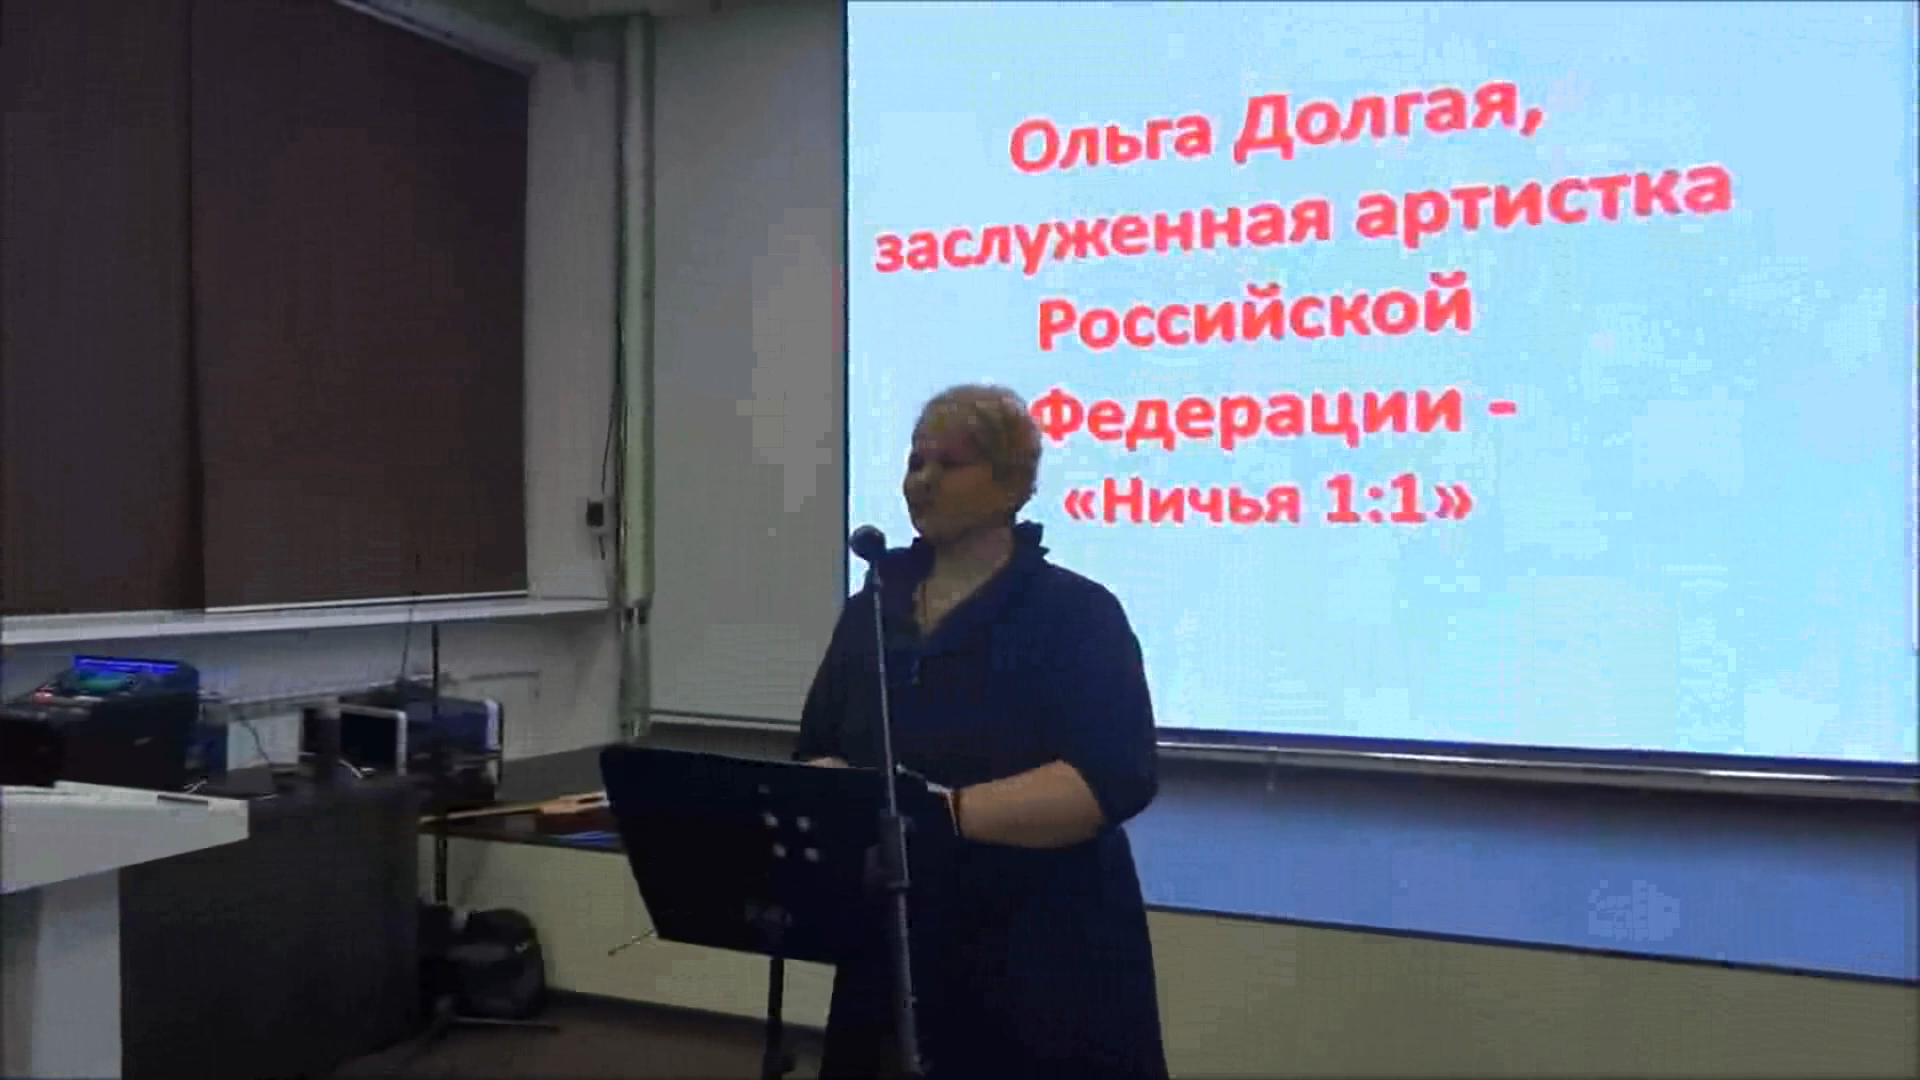 Ольга Долгая,
заслуженная артистка
Российской
Федерации -
«Ничья 1:1»